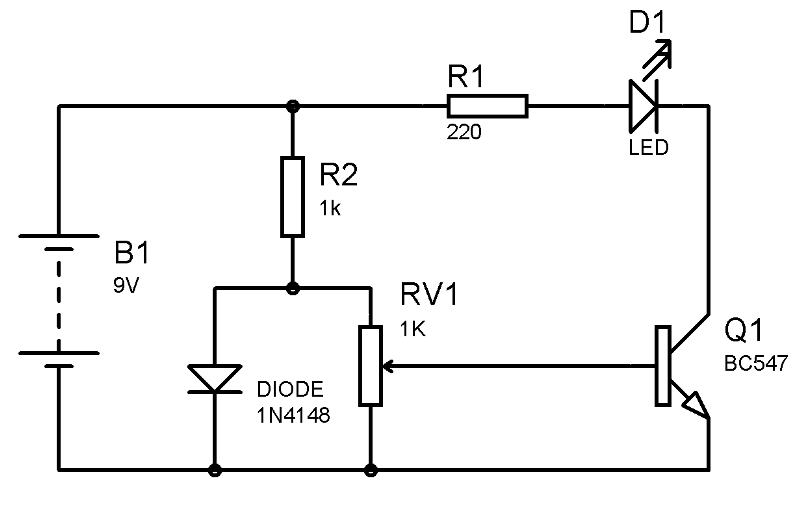 D1
R1
220
LED
R2
1k
B1
9V
RV1
1K
Q1
BC547
DIODE
1N4148